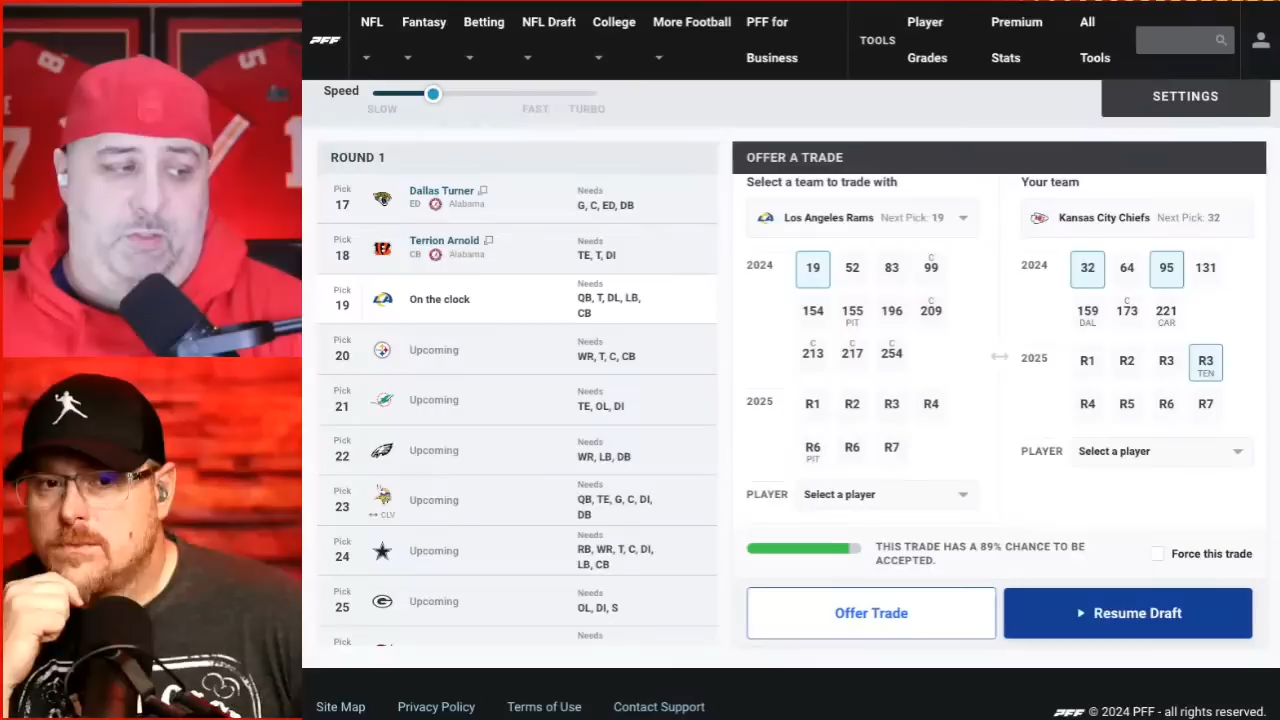 PFF
NFL
Fantasy
Betting
NFL Draft
College
More Football
PFF for
Business
TOOLS
Player
Grades
Premium
Stats
All
Tools
Speed
SLOW
FAST
TURBO
SETTINGS
ROUND 1
Pick
17
Dallas Turner
ED
Alabama
Needs
G, C, ED, DB
Pick
18
Terrion Arnold
CB
Alabama
Needs
TE, T, DI
Pick
19
On the clock
Needs
QB, T, DL, LB,
CB
Pick
20
Upcoming
Needs
WR, T, C, CB
Pick
21
Upcoming
Needs
TE, OL, DI
Pick
22
Upcoming
Needs
WR, LB, DB
Pick
23
↔ CLV
Upcoming
Needs
QB, TE, G, C, DI,
DB
Pick
24
Upcoming
Needs
RB, WR, T, C, DI,
LB, CB
Pick
25
Upcoming
Needs
OL, DI, S
Pick
Needs
OFFER A TRADE
Select a team to trade with
Los Angeles Rams Next Pick: 19
2024
19 52 83 C 99
154 155 PIT 196 C 209
C 213 C 217 C 254
2025
R1 R2 R3 R4
R6 PIT R6 R7
PLAYER
Select a player
Your team
Kansas City Chiefs Next Pick: 32
2024
32 64 95 131
159 DAL C 173 221 CAR
2025
R1 R2 R3 R3 TEN
R4 R5 R6 R7
PLAYER
Select a player
THIS TRADE HAS A 89% CHANCE TO BE
ACCEPTED.
Force this trade
Offer Trade
Resume Draft
Site Map
Privacy Policy
Terms of Use
Contact Support
PFF © 2024 PFF - all rights reserved.